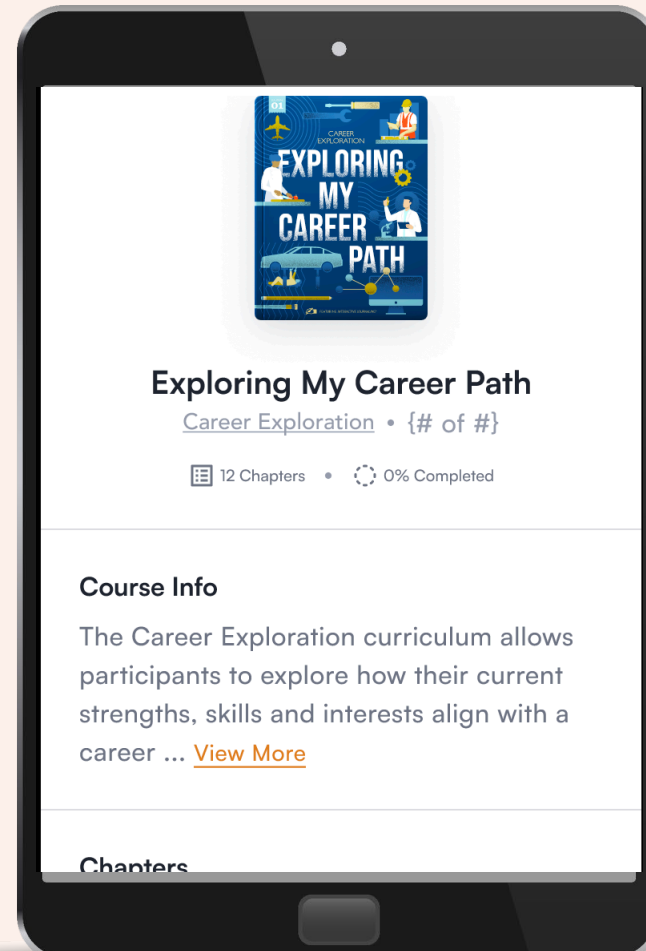 01
CAREER
EXPLORATION
EXPLORING
MY
CAREER
PATH
Exploring My Career Path
Career Exploration • {# of #}
12 Chapters • 0% Completed
Course Info
The Career Exploration curriculum allows
participants to explore how their current
strengths, skills and interests align with a
career ... View More
Chapters